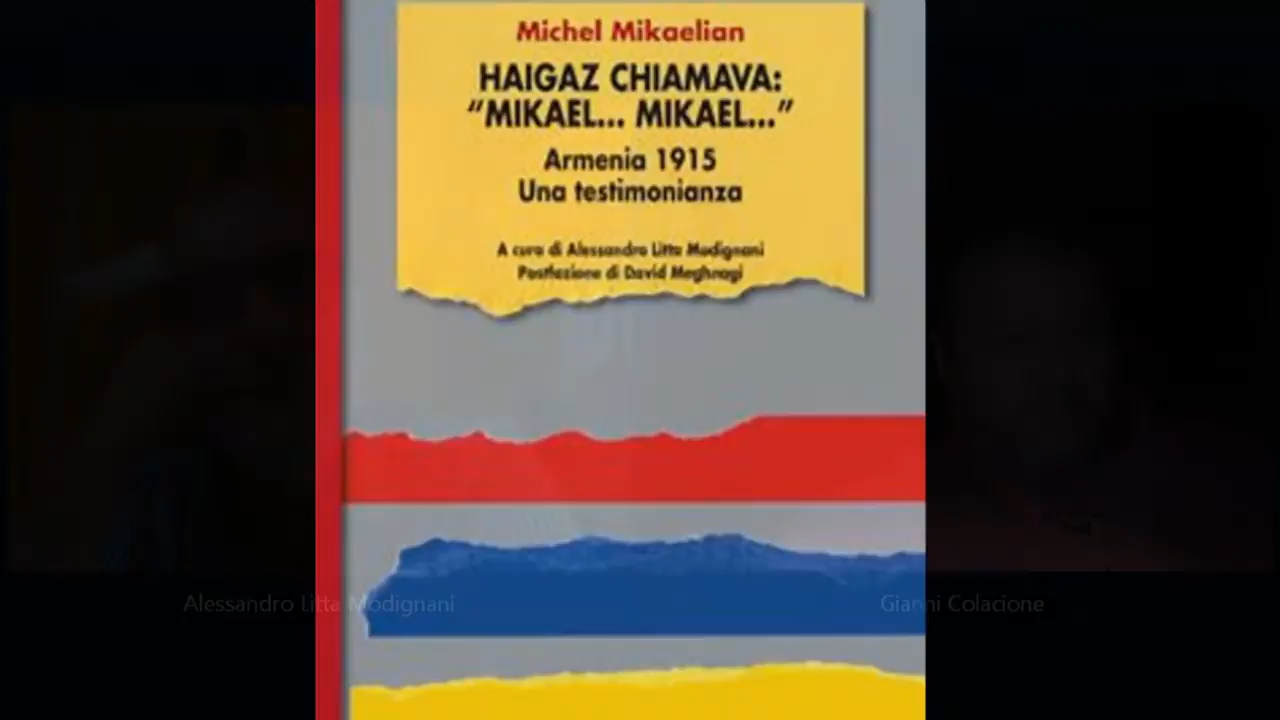 Michel Mikaelian
HAIGAZ CHIAMAVA:
“MIKAEL... MIKAEL...”
Armenia 1915
Una testimonianza
A cura di Alessandro Litta Modignani
Postfazione di David Meghnagi
Alessandro Litta Modignani
Gianni Colacione